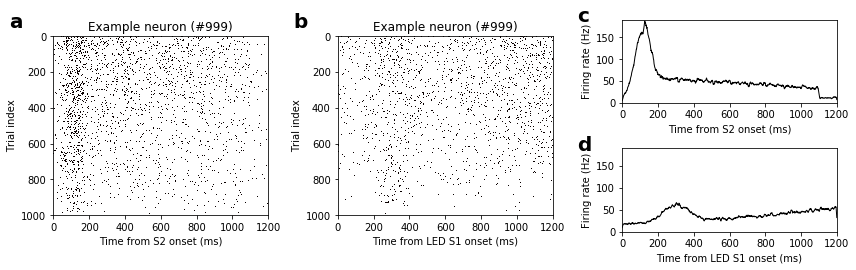 a
Example neuron (#999)
Trial index
0
200
400
600
800
1000
0 200 400 600 800 1000 1200
Time from S2 onset (ms)
b
Example neuron (#999)
Trial index
0
200
400
600
800
1000
0 200 400 600 800 1000 1200
Time from LED S1 onset (ms)
c
Firing rate (Hz)
150
100
50
0
0 200 400 600 800 1000 1200
Time from S2 onset (ms)
d
Firing rate (Hz)
150
100
50
0
0 200 400 600 800 1000 1200
Time from LED S1 onset (ms)